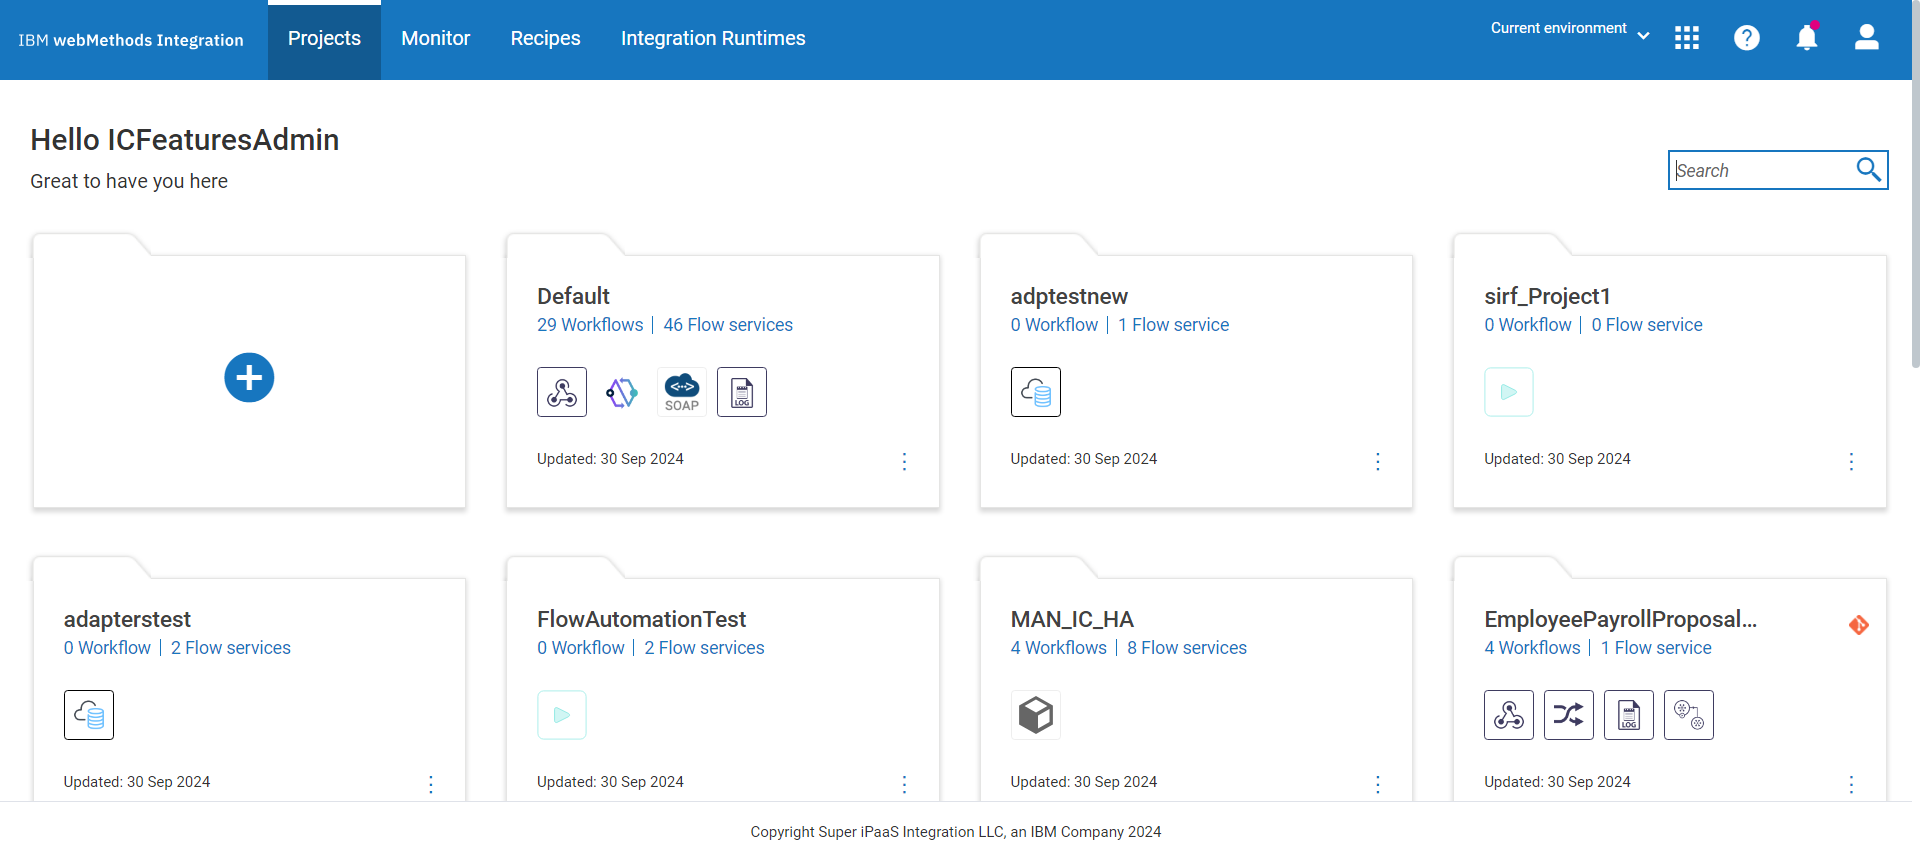 IBM webMethods Integration
Projects
Monitor
Recipes
Integration Runtimes
Current environment
Hello ICFeaturesAdmin
Great to have you here
Search
Default
29 Workflows | 46 Flow services
SOAP
LOG
Updated: 30 Sep 2024
adptestnew
0 Workflow | 1 Flow service
Updated: 30 Sep 2024
sirf_Project1
0 Workflow | 0 Flow service
Updated: 30 Sep 2024
adapterstest
0 Workflow | 2 Flow services
Updated: 30 Sep 2024
FlowAutomationTest
0 Workflow | 2 Flow services
Updated: 30 Sep 2024
MAN_IC_HA
4 Workflows | 8 Flow services
Updated: 30 Sep 2024
EmployeePayrollProposal...
4 Workflows | 1 Flow service
LOG
Updated: 30 Sep 2024
Copyright Super iPaaS Integration LLC, an IBM Company 2024